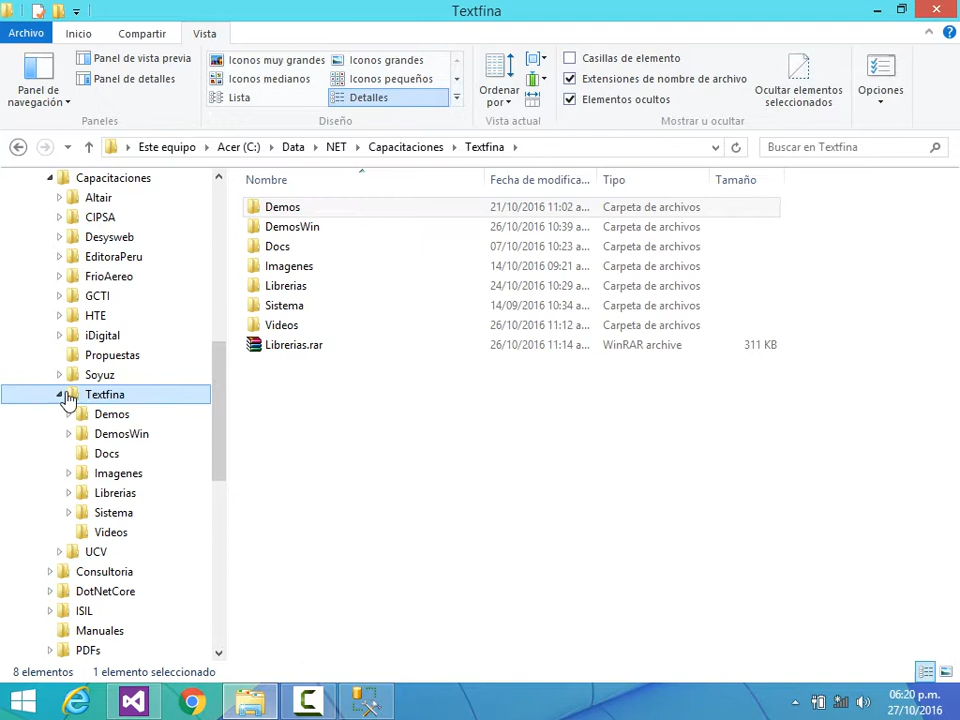 Textfina
Archivo Inicio Compartir Vista
Panel de navegación
Panel de vista previa
Panel de detalles
Paneles
Iconos muy grandes Iconos grandes
Iconos medianos Iconos pequeños
Lista Detalles
Diseño
Ordenar por
Vista actual
Casillas de elemento
Extensiones de nombre de archivo
Elementos ocultos
Ocultar elementos seleccionados
Mostrar u ocultar
Opciones
Este equipo Acer (C:) Data NET Capacitaciones Textfina
Buscar en Textfina
Capacitaciones
Altair
CIPSA
Desysweb
EditoraPeru
FrioAereo
GCTI
HTE
iDigital
Propuestas
Soyuz
Textfina
Demos
DemosWin
Docs
Imagenes
Librerias
Sistema
Videos
UCV
Consultoria
DotNetCore
ISIL
Manuales
PDFs
Nombre Fecha de modifica... Tipo Tamaño
Demos 21/10/2016 11:02 a... Carpeta de archivos
DemosWin 26/10/2016 10:39 a... Carpeta de archivos
Docs 07/10/2016 10:23 a... Carpeta de archivos
Imagenes 14/10/2016 09:21 a... Carpeta de archivos
Librerias 24/10/2016 10:29 a... Carpeta de archivos
Sistema 14/09/2016 10:34 a... Carpeta de archivos
Videos 26/10/2016 11:12 a... Carpeta de archivos
Librerias.rar 26/10/2016 11:14 a... WinRAR archive 311 KB
8 elementos 1 elemento seleccionado
06:20 p.m.
27/10/2016